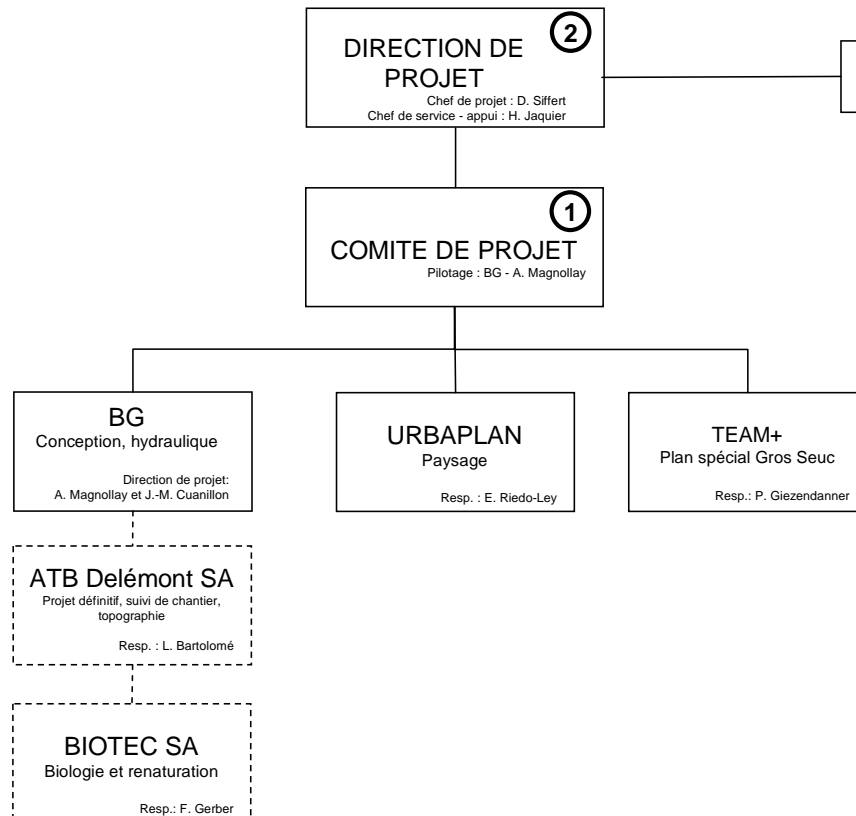 2
DIRECTION DE
PROJET
Chef de projet : D. Siffert
Chef de service - appui : H. Jaquier
1
COMITE DE PROJET
Pilotage : BG - A. Magnollay
BG
Conception, hydraulique
Direction de projet:
A. Magnollay et J.-M. Cuanillon
URBAPLAN
Paysage
Resp. : E. Riedo-Ley
TEAM+
Plan spécial Gros Seuc
Resp.: P. Giezendanner
ATB Delémont SA
Projet définitif, suivi de chantier,
topographie
Resp. : L. Bartolomé
BIOTEC SA
Biologie et renaturation
Resp.: F. Gerber